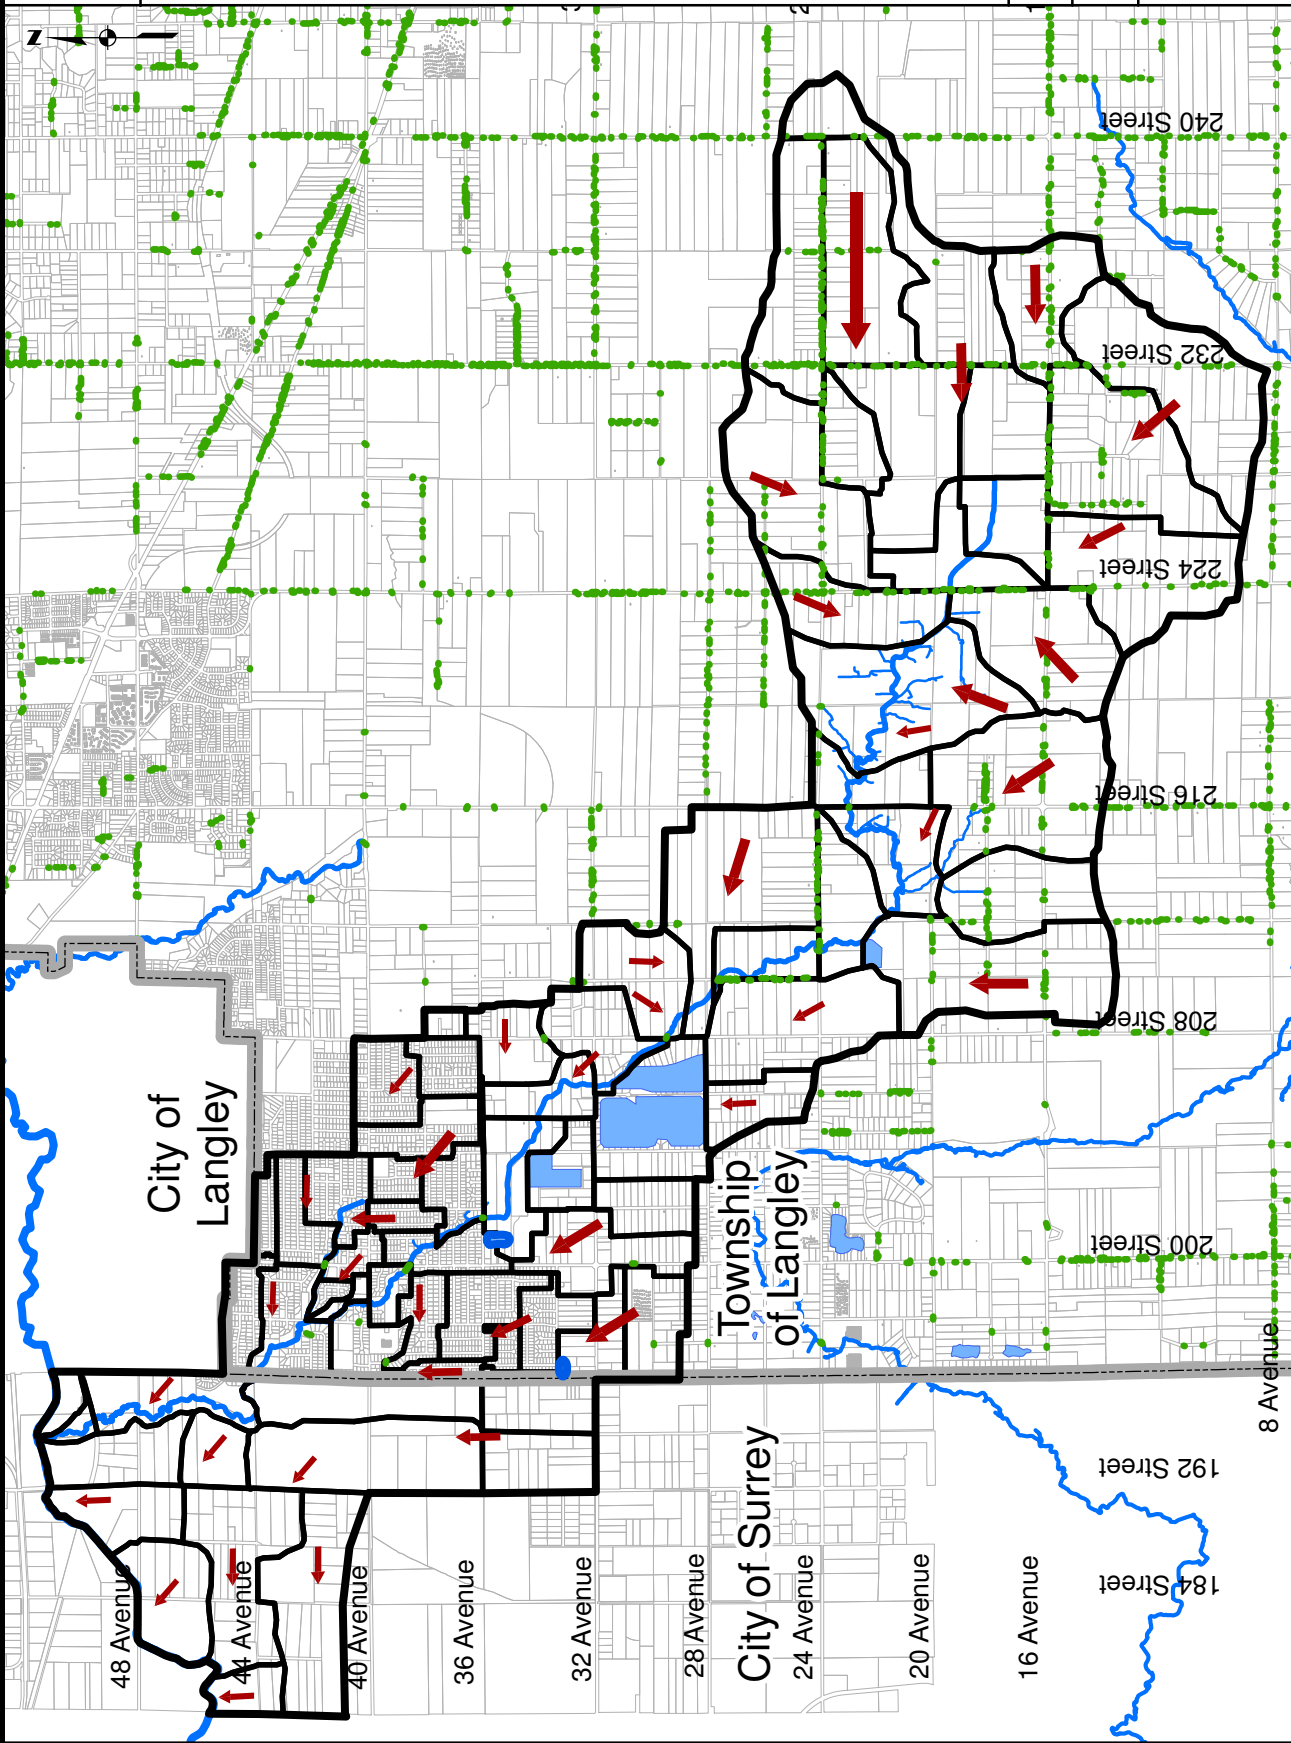 N
240 Street
232 Street
224 Street
216 Street
208 Street
200 Street
192 Street
184 Street
City of
Langley
Township
of Langley
City of Surrey
48 Avenue
44 Avenue
40 Avenue
36 Avenue
32 Avenue
28 Avenue
24 Avenue
20 Avenue
16 Avenue
8 Avenue